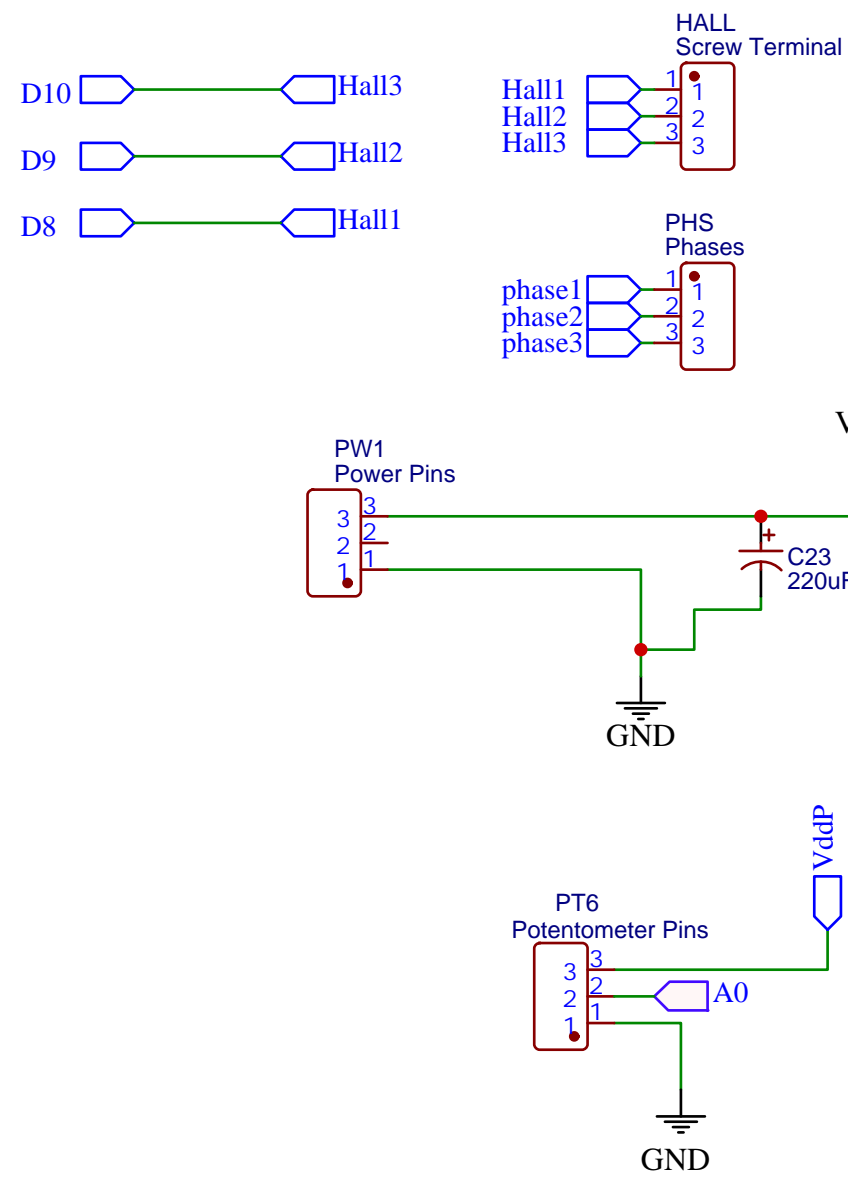 HALL
Screw Terminal
D10 Hall3
D9 Hall2
D8 Hall1
Hall1 1 1
Hall2 2 2
Hall3 3 3
PHS
Phases
phase1 1 1
phase2 2 2
phase3 3 3
V
PW1
Power Pins
3 3
2 2
1 1
+
C23
220uF
GND
VddP
PT6
Potentometer Pins
3 3
2 2 A0
1 1
GND